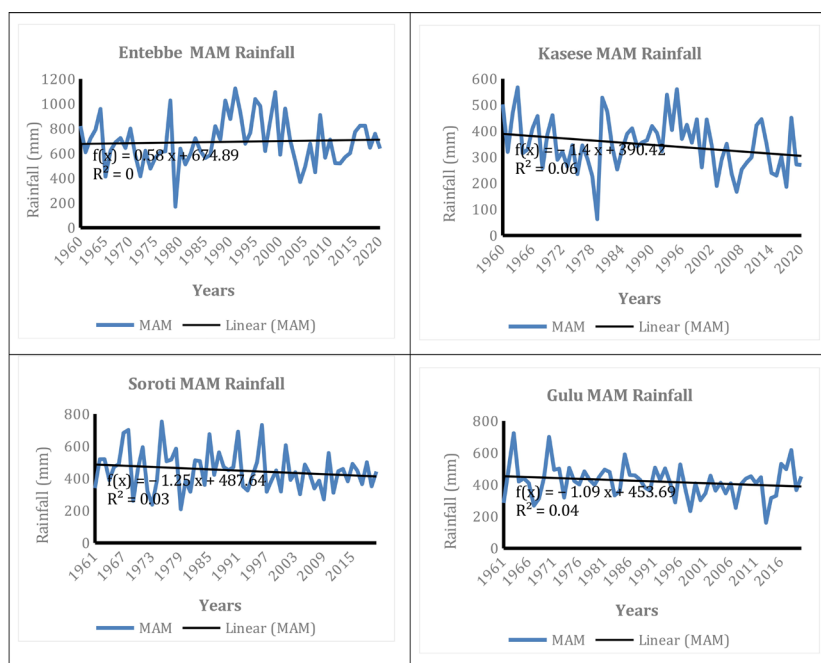 Entebbe MAM Rainfall
1200
1000
800
600
400
200
0
f(x) = 0.58 x + 674.89
R² = 0
Rainfall (mm)
1960
1965
1970
1975
1980
1985
1990
1995
2000
2005
2010
2015
2020
Years
MAM
Linear (MAM)
Kasese MAM Rainfall
600
500
400
300
200
100
0
f(x) = − 1.4 x + 390.42
R² = 0.06
Rainfall (mm)
1960
1966
1972
1978
1984
1990
1996
2002
2008
2014
2020
Years
MAM
Linear (MAM)
Soroti MAM Rainfall
800
600
400
200
0
f(x) = − 1.25 x + 487.64
R² = 0.03
Rainfall (mm)
1961
1967
1973
1979
1985
1991
1997
2003
2009
2015
Years
MAM
Linear (MAM)
Gulu MAM Rainfall
800
600
400
200
0
f(x) = − 1.09 x + 453.69
R² = 0.04
Rainfall (mm)
1961
1966
1971
1976
1981
1986
1991
1996
2001
2006
2011
2016
Years
MAM
Linear (MAM)